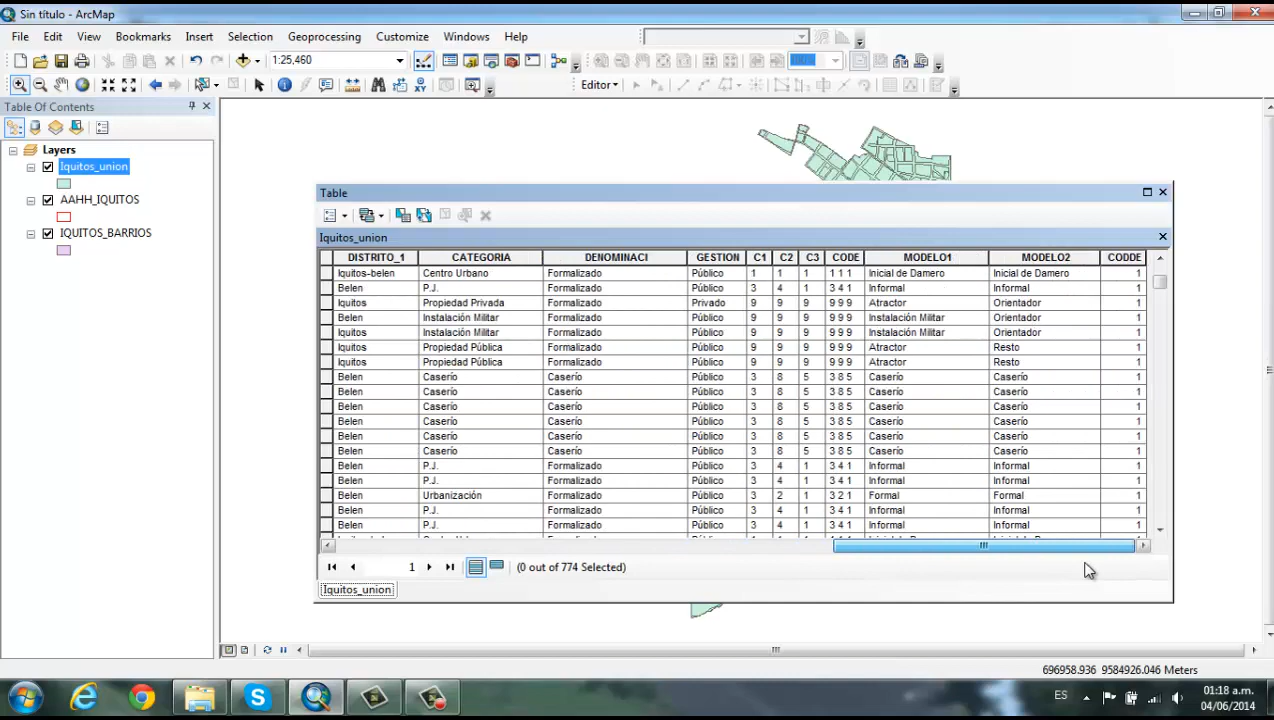 Sin título - ArcMap
File Edit View Bookmarks Insert Selection Geoprocessing Customize Windows Help
1:25,460 100%
Editor
Table Of Contents
Layers
Iquitos_union
AAHH_IQUITOS
IQUITOS_BARRIOS
Table
Iquitos_union
DISTRITO_1 CATEGORIA DENOMINACI GESTION C1 C2 C3 CODE MODELO1 MODELO2 CODDE
Iquitos-belen Centro Urbano Formalizado Público 1 1 1 1 1 1 Inicial de Damero Inicial de Damero 1
Belen P.J. Formalizado Público 3 4 1 3 4 1 Informal Informal 1
Iquitos Propiedad Privada Formalizado Privado 9 9 9 9 9 9 Atractor Orientador 1
Belen Instalación Militar Formalizado Público 9 9 9 9 9 9 Instalación Militar Orientador 1
Iquitos Instalación Militar Formalizado Público 9 9 9 9 9 9 Instalación Militar Orientador 1
Iquitos Propiedad Pública Formalizado Público 9 9 9 9 9 9 Atractor Resto 1
Iquitos Propiedad Pública Formalizado Público 9 9 9 9 9 9 Atractor Resto 1
Belen Caserío Caserío Público 3 8 5 3 8 5 Caserío Caserío 1
Belen Caserío Caserío Público 3 8 5 3 8 5 Caserío Caserío 1
Belen Caserío Caserío Público 3 8 5 3 8 5 Caserío Caserío 1
Belen Caserío Caserío Público 3 8 5 3 8 5 Caserío Caserío 1
Belen Caserío Caserío Público 3 8 5 3 8 5 Caserío Caserío 1
Belen Caserío Caserío Público 3 8 5 3 8 5 Caserío Caserío 1
Belen P.J. Formalizado Público 3 4 1 3 4 1 Informal Informal 1
Belen P.J. Formalizado Público 3 4 1 3 4 1 Informal Informal 1
Belen Urbanización Formalizado Público 3 2 1 3 2 1 Formal Formal 1
Belen P.J. Formalizado Público 3 4 1 3 4 1 Informal Informal 1
Belen P.J. Formalizado Público 3 4 1 3 4 1 Informal Informal 1
1 (0 out of 774 Selected)
Iquitos_union
696958.936 9584926.046 Meters
ES 01:18 a.m.
04/06/2014